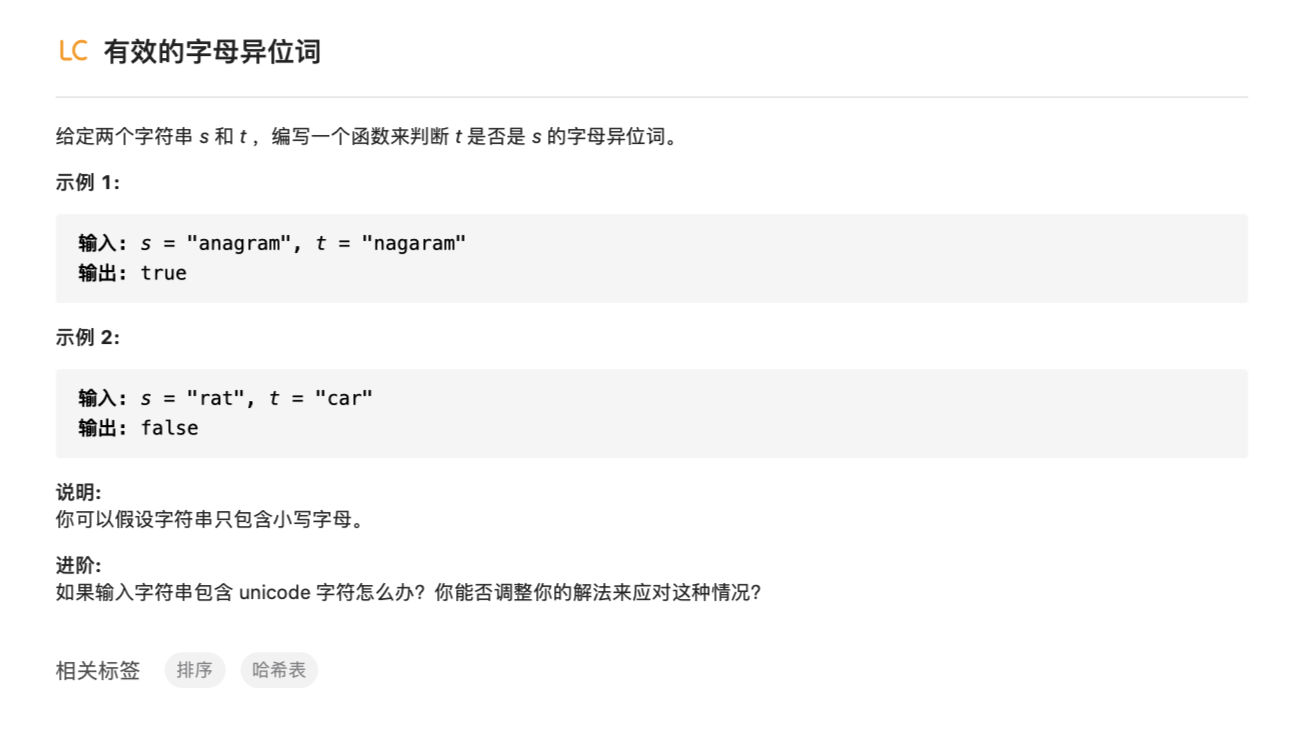 LC 有效的字母异位词
给定两个字符串 s 和 t ，编写一个函数来判断 t 是否是 s 的字母异位词。
示例 1:
输入: s = "anagram", t = "nagaram"
输出: true
示例 2:
输入: s = "rat", t = "car"
输出: false
说明:
你可以假设字符串只包含小写字母。
进阶:
如果输入字符串包含 unicode 字符怎么办？你能否调整你的解法来应对这种情况？
相关标签 排序 哈希表